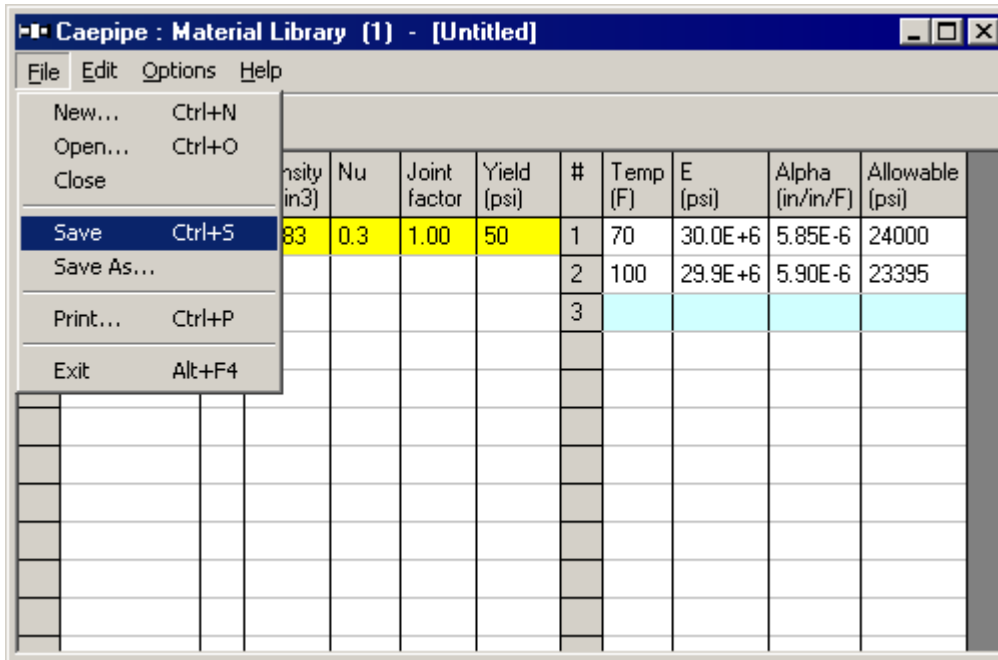 Caepipe : Material Library (1) - [Untitled]
File Edit Options Help
New... Ctrl+N
Open... Ctrl+O
Close
Save Ctrl+S
Save As...
Print... Ctrl+P
Exit Alt+F4
nsity Nu Joint Yield # Temp E Alpha Allowable
in3) factor (psi) (F) (psi) (in/in/F) (psi)
83 0.3 1.00 50 1 70 30.0E+6 5.85E-6 24000
2 100 29.9E+6 5.90E-6 23395
3